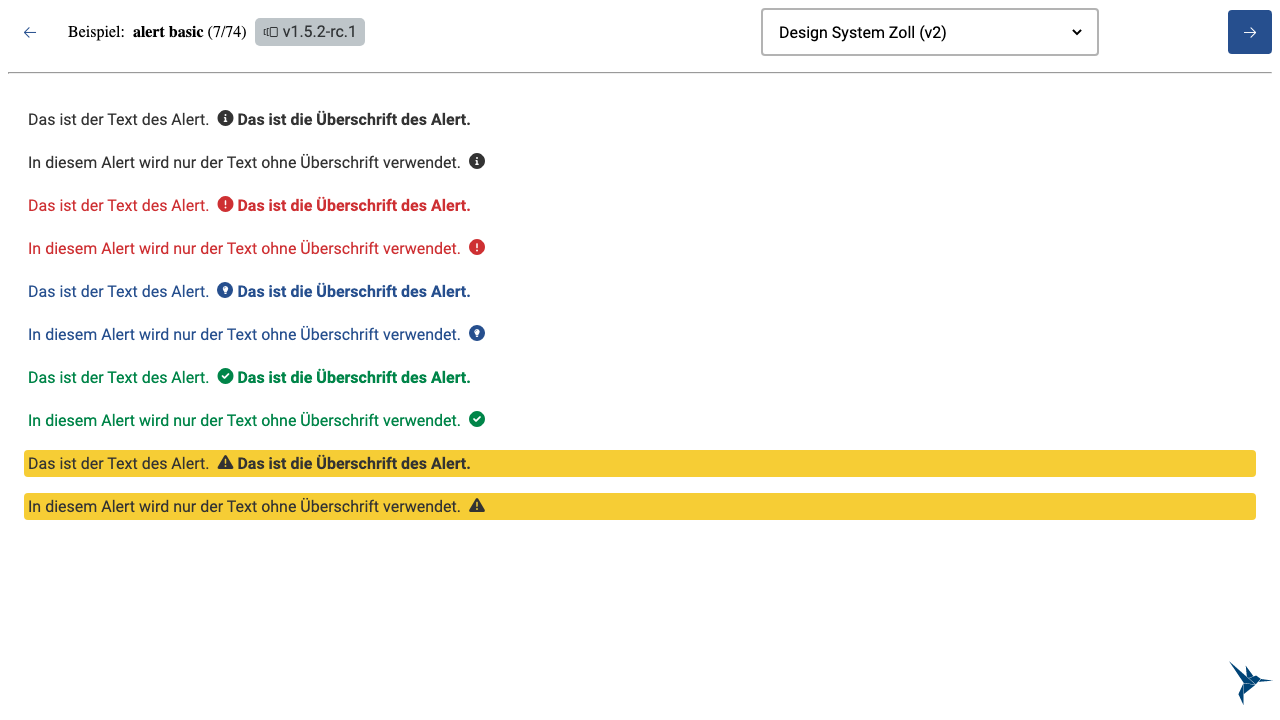 Beispiel: alert basic (7/74) v1.5.2-rc.1 Design System Zoll (v2)
Das ist der Text des Alert. Das ist die Überschrift des Alert.
In diesem Alert wird nur der Text ohne Überschrift verwendet.
Das ist der Text des Alert. Das ist die Überschrift des Alert.
In diesem Alert wird nur der Text ohne Überschrift verwendet.
Das ist der Text des Alert. Das ist die Überschrift des Alert.
In diesem Alert wird nur der Text ohne Überschrift verwendet.
Das ist der Text des Alert. Das ist die Überschrift des Alert.
In diesem Alert wird nur der Text ohne Überschrift verwendet.
Das ist der Text des Alert. Das ist die Überschrift des Alert.
In diesem Alert wird nur der Text ohne Überschrift verwendet.